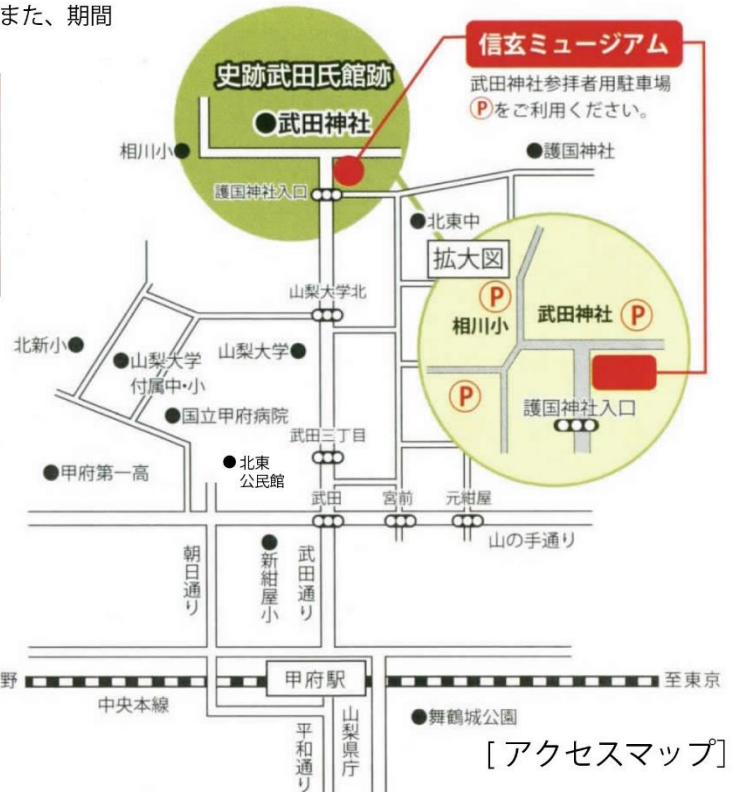 また、期間
信玄ミュージアム
武田神社参拝者用駐車場
Ⓟをご利用ください。
史跡武田氏館跡
●武田神社
相川小●
●護国神社
護国神社入口
●北東中
拡大図
Ⓟ
武田神社 Ⓟ
相川小
Ⓟ
護国神社入口
山梨大学北
北新小●
●山梨大学
付属中・小
山梨大学●
●国立甲府病院
武田三丁目
●北東
公民館
●甲府第一高
武田
宮前
元紺屋
山の手通り
朝日通り
●新紺屋小
武田通り
野
甲府駅
至東京
中央本線
平和通り
山梨県庁
●舞鶴城公園
[アクセスマップ]